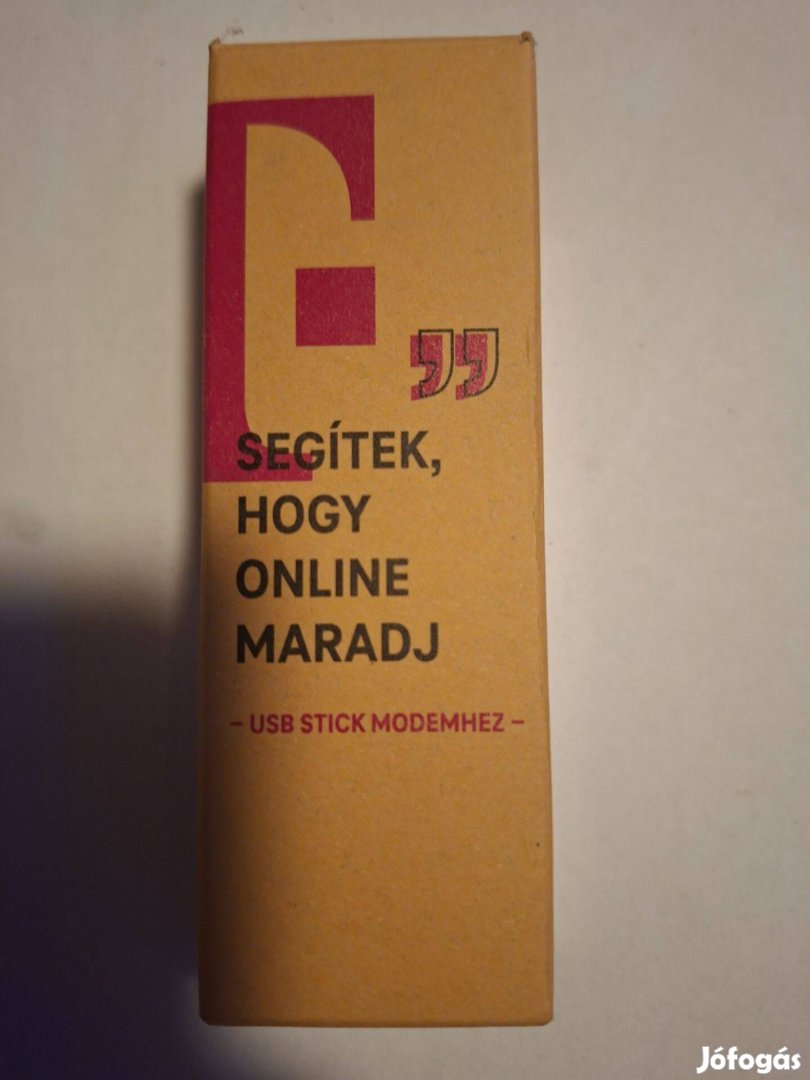 ”
SEGÍTEK,
HOGY
ONLINE
MARADJ
– USB STICK MODEMHEZ –
Jófogás